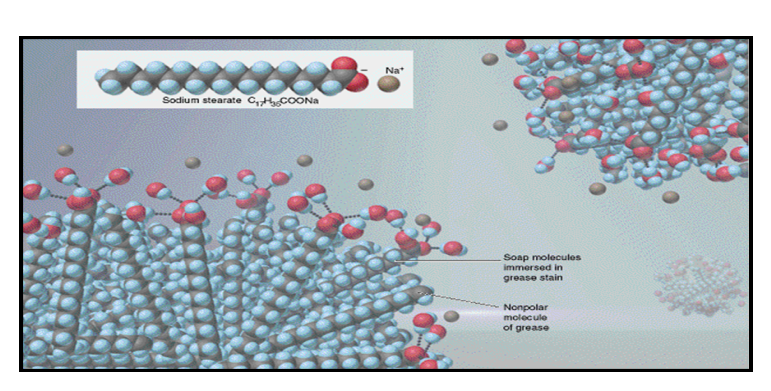 Na⁺
Sodium stearate C₁₇H₃₅COONa
Soap molecules
immersed in
grease stain
Nonpolar
molecule
of grease